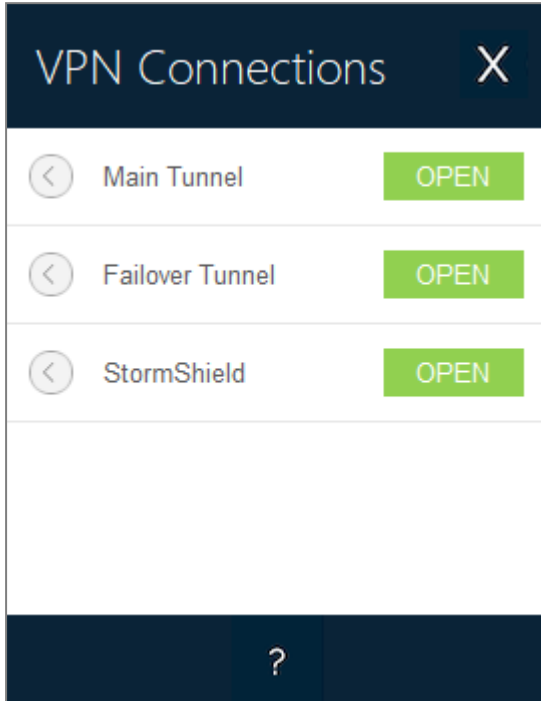 VPN Connections X
Main Tunnel OPEN
Failover Tunnel OPEN
StormShield OPEN
?